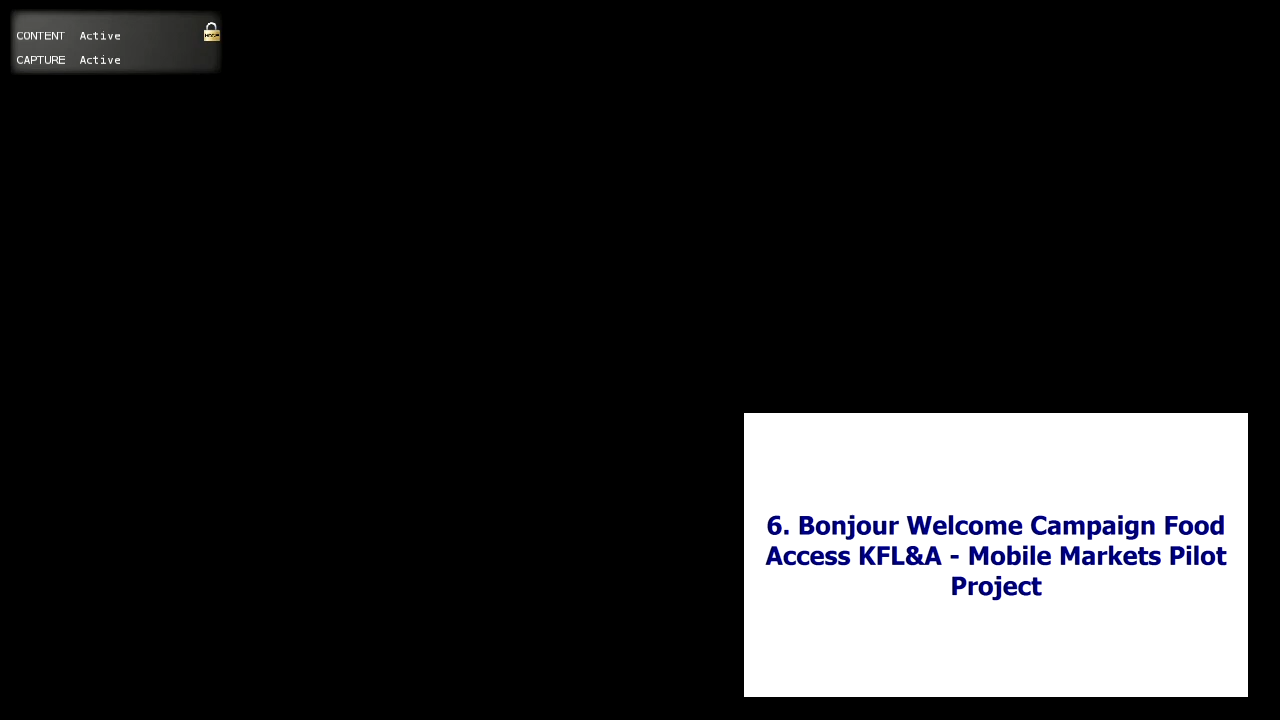 CONTENT Active
CAPTURE Active
6. Bonjour Welcome Campaign Food
Access KFL&A - Mobile Markets Pilot
Project